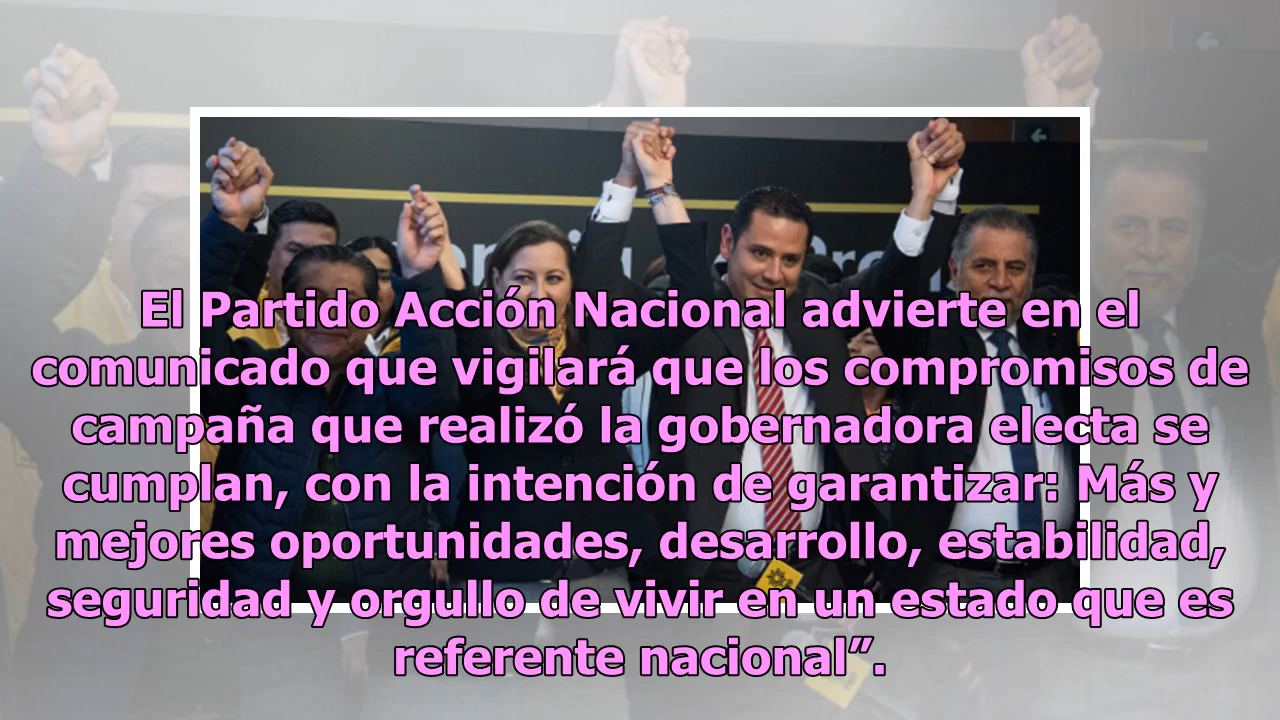 El Partido Acción Nacional advierte en el
comunicado que vigilará que los compromisos de
campaña que realizó la gobernadora electa se
cumplan, con la intención de garantizar: Más y
mejores oportunidades, desarrollo, estabilidad,
seguridad y orgullo de vivir en un estado que es
referente nacional”.